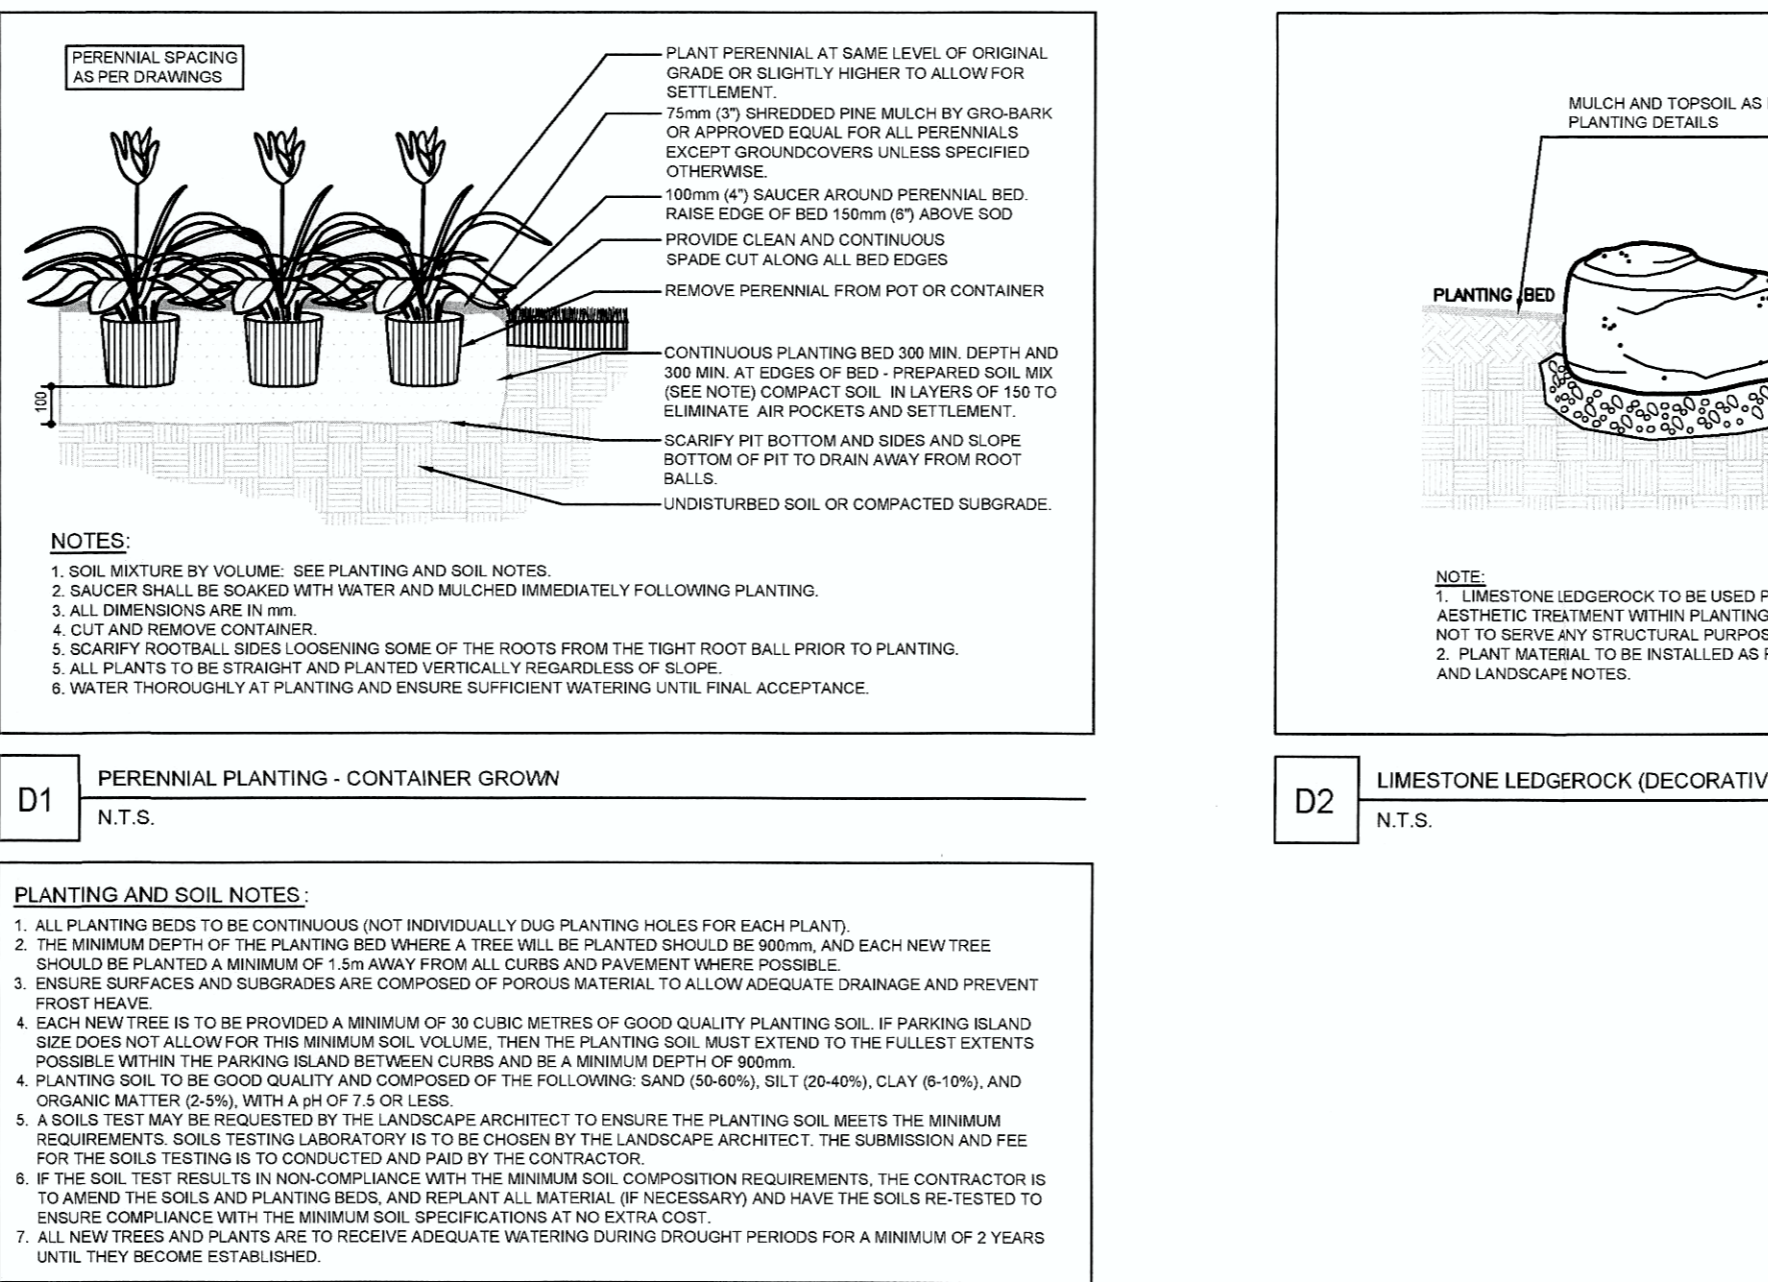 PERENNIAL SPACING
AS PER DRAWINGS
PLANT PERENNIAL AT SAME LEVEL OF ORIGINAL
GRADE OR SLIGHTLY HIGHER TO ALLOW FOR
SETTLEMENT.
75mm (3") SHREDDED PINE MULCH BY GRO-BARK
OR APPROVED EQUAL FOR ALL PERENNIALS
EXCEPT GROUNDCOVERS UNLESS SPECIFIED
OTHERWISE.
100mm (4") SAUCER AROUND PERENNIAL BED.
RAISE EDGE OF BED 150mm (6") ABOVE SOD
PROVIDE CLEAN AND CONTINUOUS
SPADE CUT ALONG ALL BED EDGES
REMOVE PERENNIAL FROM POT OR CONTAINER
CONTINUOUS PLANTING BED 300 MIN. DEPTH AND
300 MIN. AT EDGES OF BED - PREPARED SOIL MIX
(SEE NOTE) COMPACT SOIL IN LAYERS OF 150 TO
ELIMINATE AIR POCKETS AND SETTLEMENT.
100
SCARIFY PIT BOTTOM AND SIDES AND SLOPE
BOTTOM OF PIT TO DRAIN AWAY FROM ROOT
BALLS.
UNDISTURBED SOIL OR COMPACTED SUBGRADE.
NOTES:
1. SOIL MIXTURE BY VOLUME: SEE PLANTING AND SOIL NOTES.
2. SAUCER SHALL BE SOAKED WITH WATER AND MULCHED IMMEDIATELY FOLLOWING PLANTING.
3. ALL DIMENSIONS ARE IN mm.
4. CUT AND REMOVE CONTAINER.
5. SCARIFY ROOTBALL SIDES LOOSENING SOME OF THE ROOTS FROM THE TIGHT ROOT BALL PRIOR TO PLANTING.
5. ALL PLANTS TO BE STRAIGHT AND PLANTED VERTICALLY REGARDLESS OF SLOPE.
6. WATER THOROUGHLY AT PLANTING AND ENSURE SUFFICIENT WATERING UNTIL FINAL ACCEPTANCE.
D1
PERENNIAL PLANTING - CONTAINER GROWN
N.T.S.
PLANTING AND SOIL NOTES :
1. ALL PLANTING BEDS TO BE CONTINUOUS (NOT INDIVIDUALLY DUG PLANTING HOLES FOR EACH PLANT).
2. THE MINIMUM DEPTH OF THE PLANTING BED WHERE A TREE WILL BE PLANTED SHOULD BE 900mm, AND EACH NEW TREE
SHOULD BE PLANTED A MINIMUM OF 1.5m AWAY FROM ALL CURBS AND PAVEMENT WHERE POSSIBLE.
3. ENSURE SURFACES AND SUBGRADES ARE COMPOSED OF POROUS MATERIAL TO ALLOW ADEQUATE DRAINAGE AND PREVENT
FROST HEAVE.
4. EACH NEW TREE IS TO BE PROVIDED A MINIMUM OF 30 CUBIC METRES OF GOOD QUALITY PLANTING SOIL. IF PARKING ISLAND
SIZE DOES NOT ALLOW FOR THIS MINIMUM SOIL VOLUME, THEN THE PLANTING SOIL MUST EXTEND TO THE FULLEST EXTENTS
POSSIBLE WITHIN THE PARKING ISLAND BETWEEN CURBS AND BE A MINIMUM DEPTH OF 900mm.
4. PLANTING SOIL TO BE GOOD QUALITY AND COMPOSED OF THE FOLLOWING: SAND (50-60%), SILT (20-40%), CLAY (6-10%), AND
ORGANIC MATTER (2-5%), WITH A pH OF 7.5 OR LESS.
5. A SOILS TEST MAY BE REQUESTED BY THE LANDSCAPE ARCHITECT TO ENSURE THE PLANTING SOIL MEETS THE MINIMUM
REQUIREMENTS. SOILS TESTING LABORATORY IS TO BE CHOSEN BY THE LANDSCAPE ARCHITECT. THE SUBMISSION AND FEE
FOR THE SOILS TESTING IS TO CONDUCTED AND PAID BY THE CONTRACTOR.
6. IF THE SOIL TEST RESULTS IN NON-COMPLIANCE WITH THE MINIMUM SOIL COMPOSITION REQUIREMENTS, THE CONTRACTOR IS
TO AMEND THE SOILS AND PLANTING BEDS, AND REPLANT ALL MATERIAL (IF NECESSARY) AND HAVE THE SOILS RE-TESTED TO
ENSURE COMPLIANCE WITH THE MINIMUM SOIL SPECIFICATIONS AT NO EXTRA COST.
7. ALL NEW TREES AND PLANTS ARE TO RECEIVE ADEQUATE WATERING DURING DROUGHT PERIODS FOR A MINIMUM OF 2 YEARS
UNTIL THEY BECOME ESTABLISHED.
MULCH AND TOPSOIL AS
PLANTING DETAILS
PLANTING BED
NOTE:
1. LIMESTONE LEDGEROCK TO BE USED
AESTHETIC TREATMENT WITHIN PLANTING
NOT TO SERVE ANY STRUCTURAL
2. PLANT MATERIAL TO BE INSTALLED AS
AND LANDSCAPE NOTES.
D2
LIMESTONE LEDGEROCK
N.T.S.